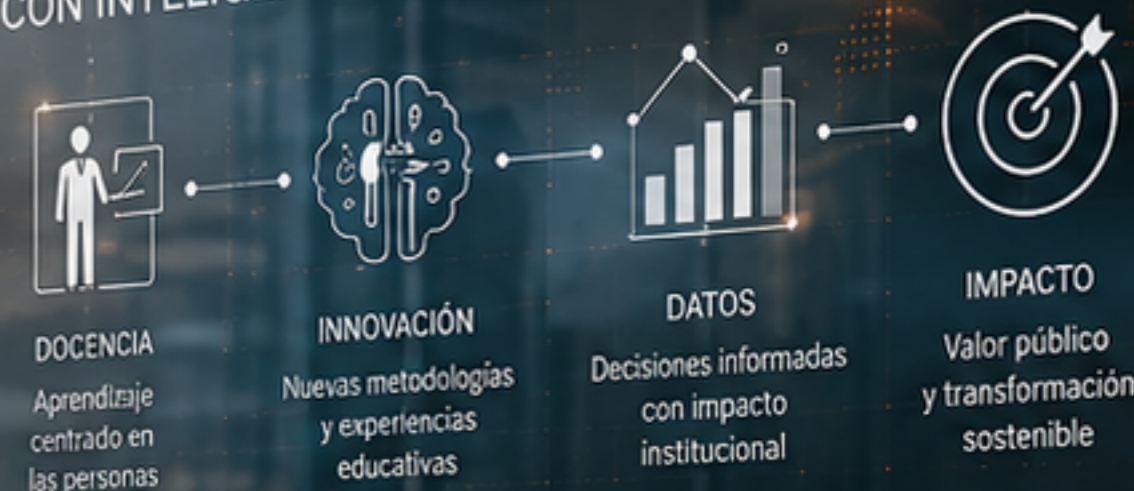 CON
DOCENCIA
Aprendizaje
centrado en
las personas
INNOVACIÓN
Nuevas metodologías
y experiencias
educativas
DATOS
Decisiones informadas
con impacto
institucional
IMPACTO
Valor público
y transformación
sostenible